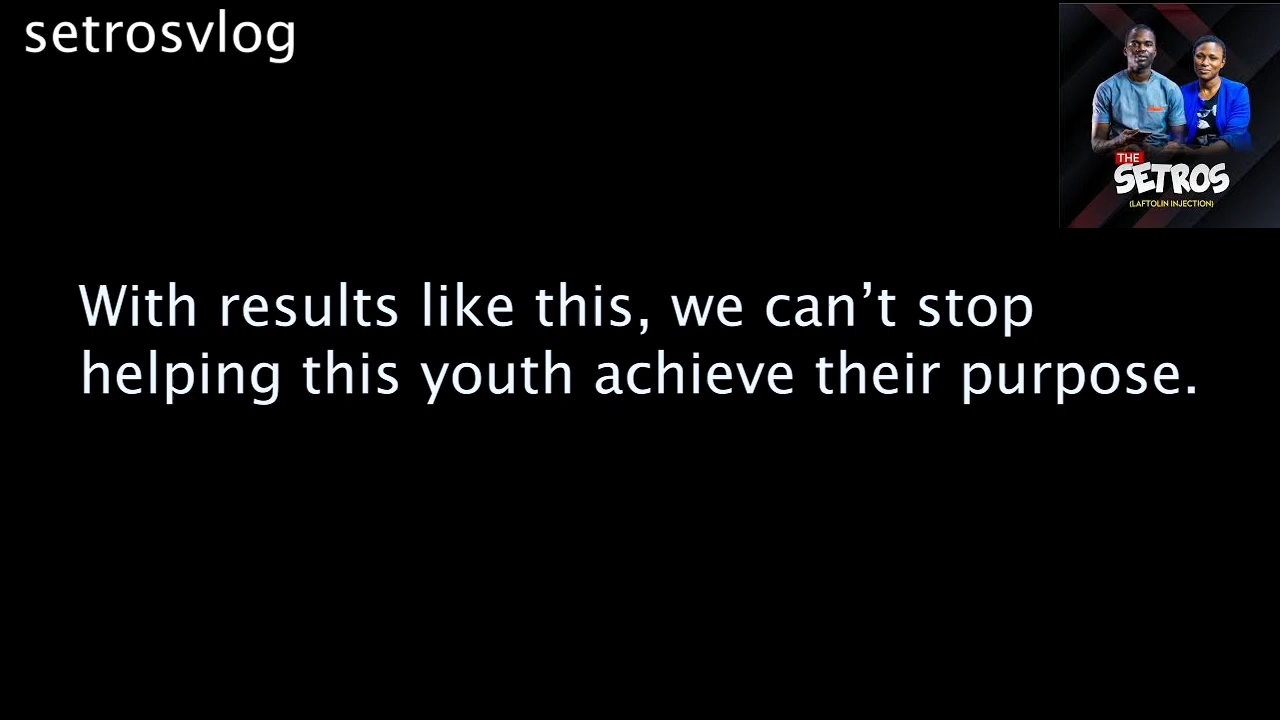 setrosvlog
THE
SETROS
(LAFTOLIN INJECTION)
With results like this, we can’t stop
helping this youth achieve their purpose.